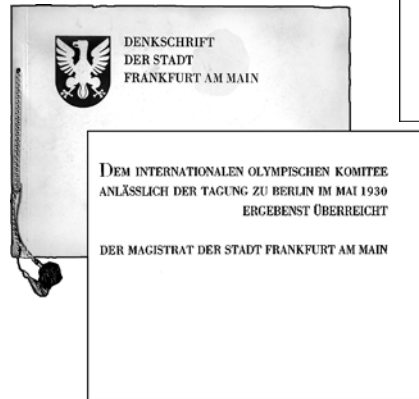 DENKSCHRIFT
DER STADT
FRANKFURT AM MAIN
DEM INTERNATIONALEN OLYMPISCHEN KOMITEE
ANLÄSSLICH DER TAGUNG ZU BERLIN IM MAI 1930
ERGEBENST ÜBERREICHT
DER MAGISTRAT DER STADT FRANKFURT AM MAIN